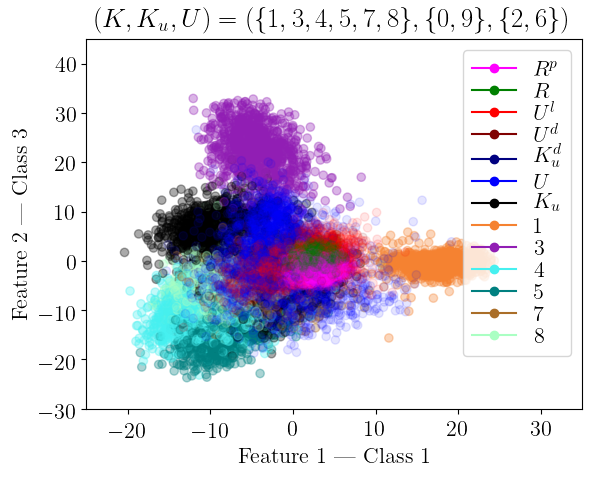 (K, K_u, U) = ({1, 3, 4, 5, 7, 8}, {0, 9}, {2, 6})
Feature 2 — Class 3
40
30
20
10
0
−10
−20
−30
−20
−10
0
10
20
30
Feature 1 — Class 1
R^p
R
U^l
U^d
K_u^d
U
K_u
1
3
4
5
7
8